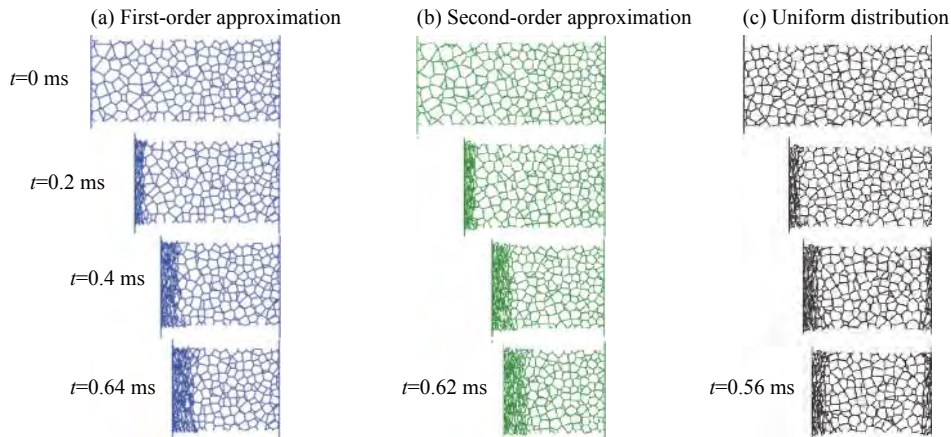 (a) First-order approximation (b) Second-order approximation (c) Uniform distribution
t=0 ms
t=0.2 ms
t=0.4 ms
t=0.64 ms t=0.62 ms t=0.56 ms